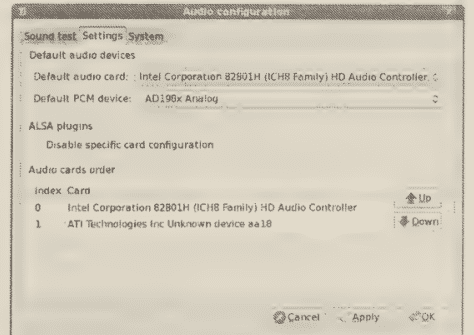 Audio configuration
Sound test Settings System
Default audio devices
Default audio card: Intel Corporation 82801H (ICH8 Family) HD Audio Controller
Default PCM device: AD198x Analog
ALSA plugins
Disable specific card configuration
Audio cards order
Index Card
0 Intel Corporation 82801H (ICH8 Family) HD Audio Controller
Up
1 ATI Technologies Inc Unknown device aa18
Down
Cancel Apply OK